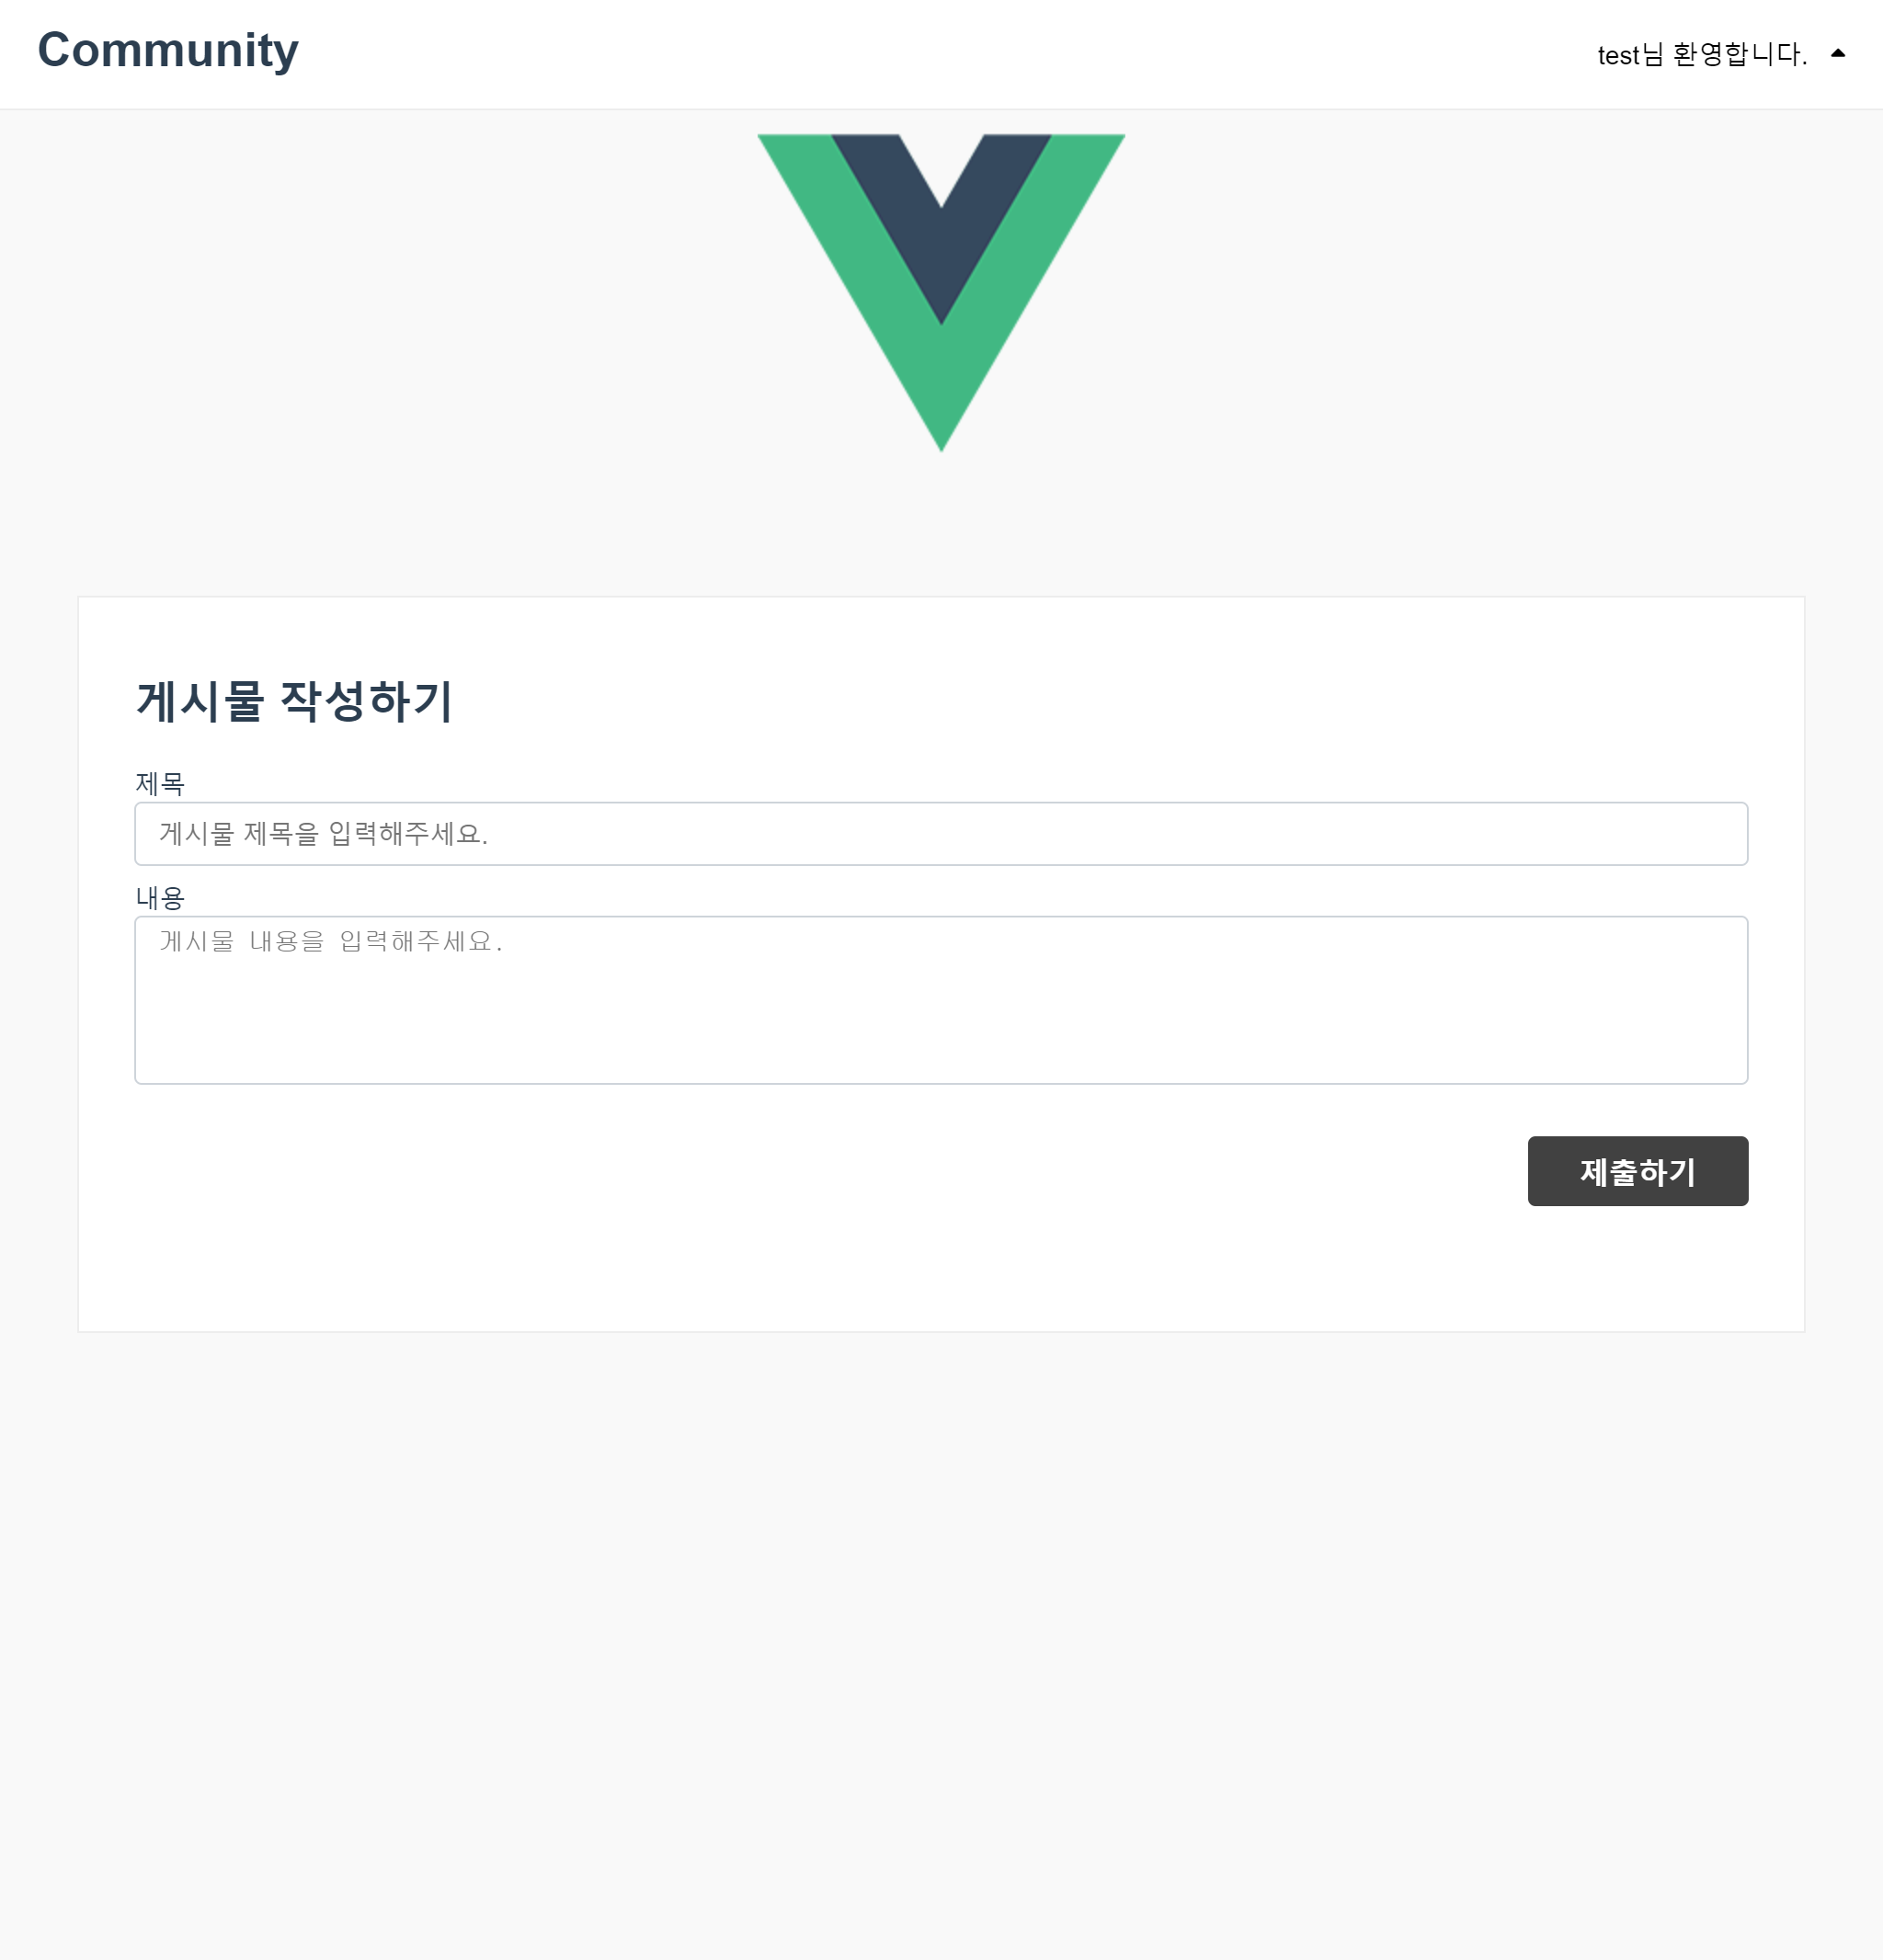 Community
test님 환영합니다.
게시물 작성하기
제목
게시물 제목을 입력해주세요.
내용
게시물 내용을 입력해주세요.
제출하기